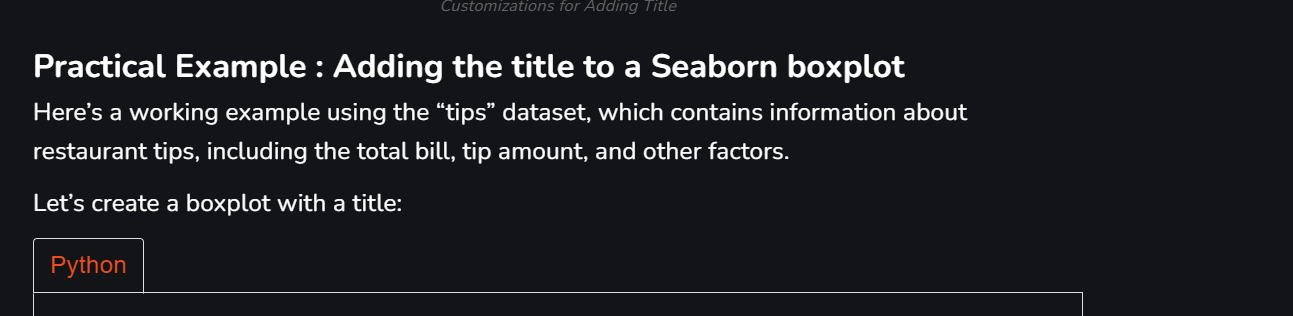 Customizations for Adding Title
Practical Example : Adding the title to a Seaborn boxplot
Here’s a working example using the “tips” dataset, which contains information about
restaurant tips, including the total bill, tip amount, and other factors.
Let’s create a boxplot with a title:
Python